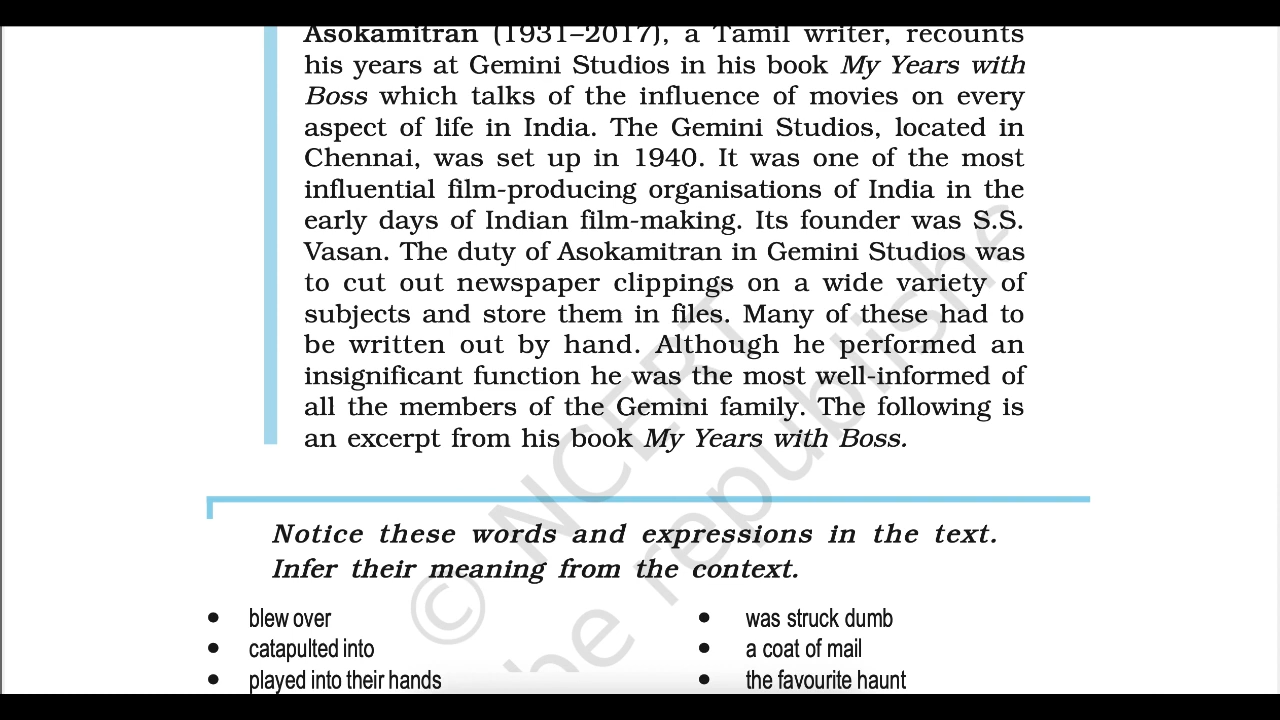 Asokamitran (1931–2017), a Tamil writer, recounts
his years at Gemini Studios in his book My Years with
Boss which talks of the influence of movies on every
aspect of life in India. The Gemini Studios, located in
Chennai, was set up in 1940. It was one of the most
influential film-producing organisations of India in the
early days of Indian film-making. Its founder was S.S.
Vasan. The duty of Asokamitran in Gemini Studios was
to cut out newspaper clippings on a wide variety of
subjects and store them in files. Many of these had to
be written out by hand. Although he performed an
insignificant function he was the most well-informed of
all the members of the Gemini family. The following is
an excerpt from his book My Years with Boss.
Notice these words and expressions in the text.
Infer their meaning from the context.
• blew over
• catapulted into
• played into their hands
• was struck dumb
• a coat of mail
• the favourite haunt
© NCERT
be republishe